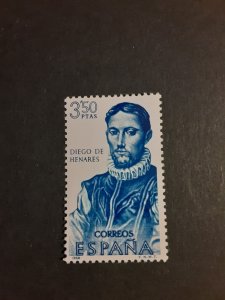 3'50
PTAS
DIEGO DE
HENARES
CORREOS
ESPAÑA